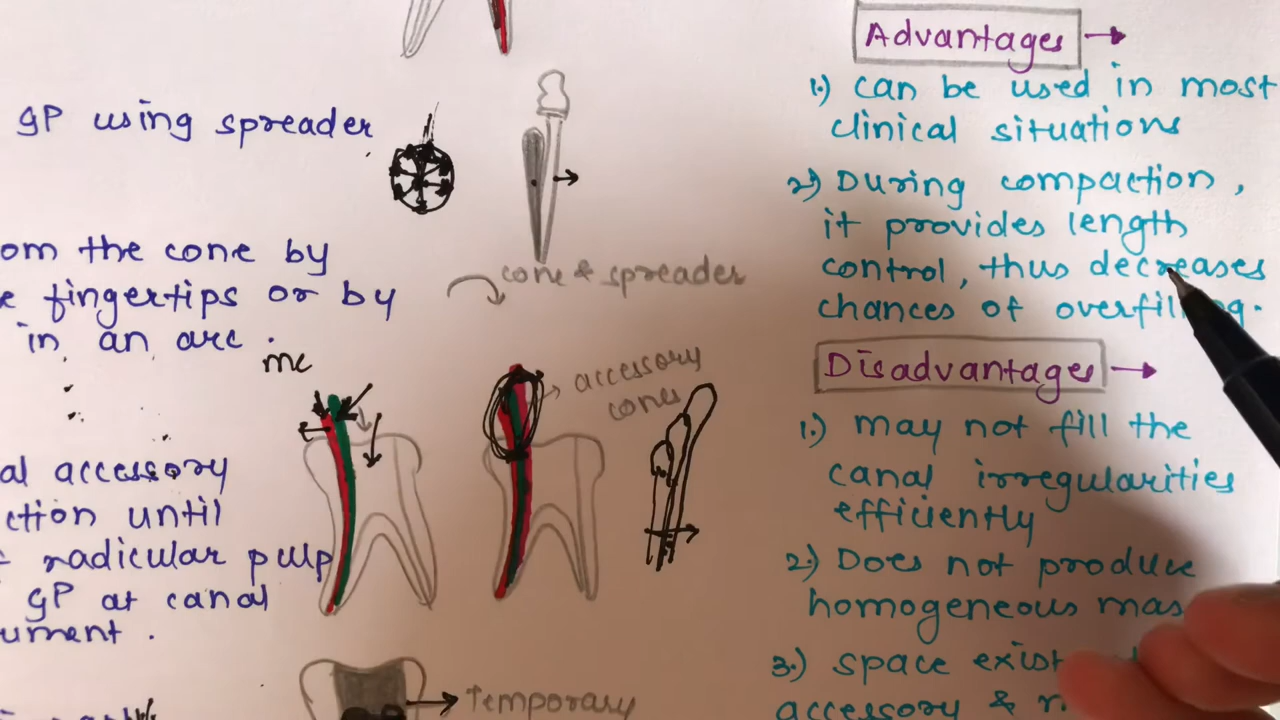 GP using spreader
om the cone by
fingertips or by
in an arc.
mc
al accessory
ction until
radicular pulp
GP at canal
ument.
cone & spreader
accessory
cones
Temporary
Advantages
1.) can be used in most
clinical situations
2.) During compaction,
it provides length
control, thus decreases
chances of overfilling.
Disadvantages
1.) may not fill the
canal irregularities
efficiently
2.) Does not produce
homogeneous mas
3.) space exist
accessory &